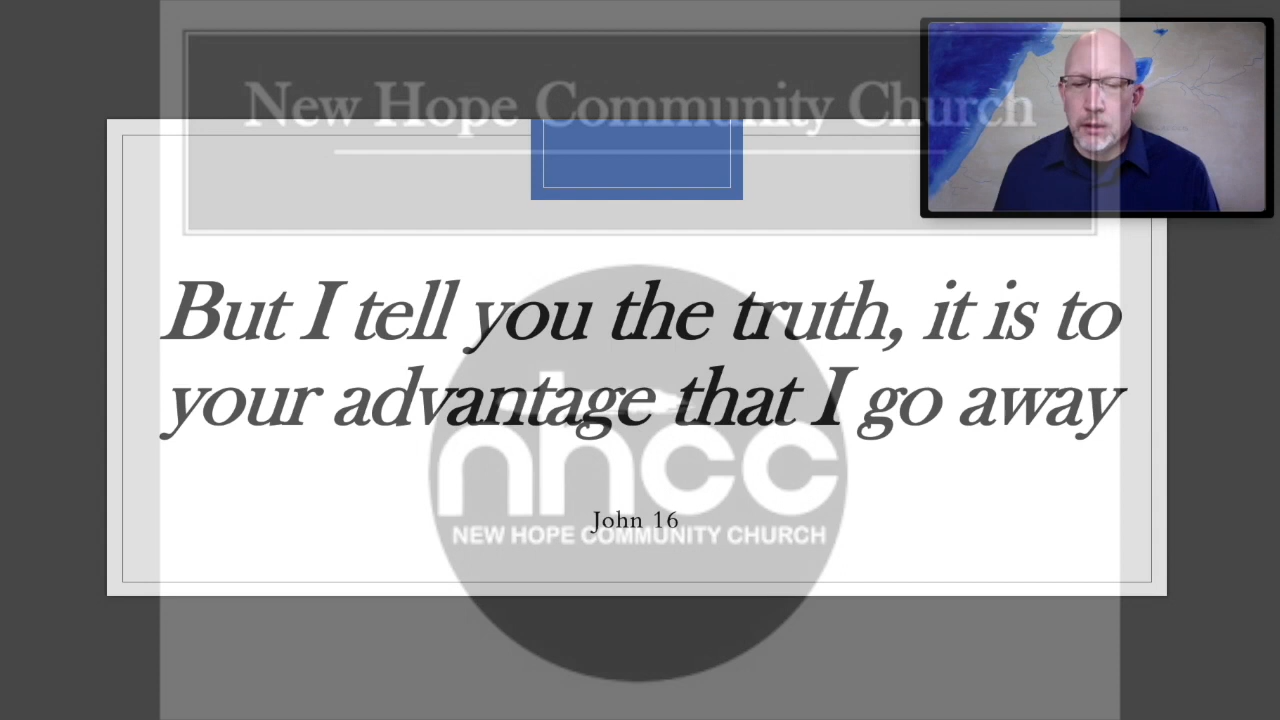 New Hope Community Church
But I tell you the truth, it is to
your advantage that I go away
nhcc
John 16
NEW HOPE COMMUNITY CHURCH